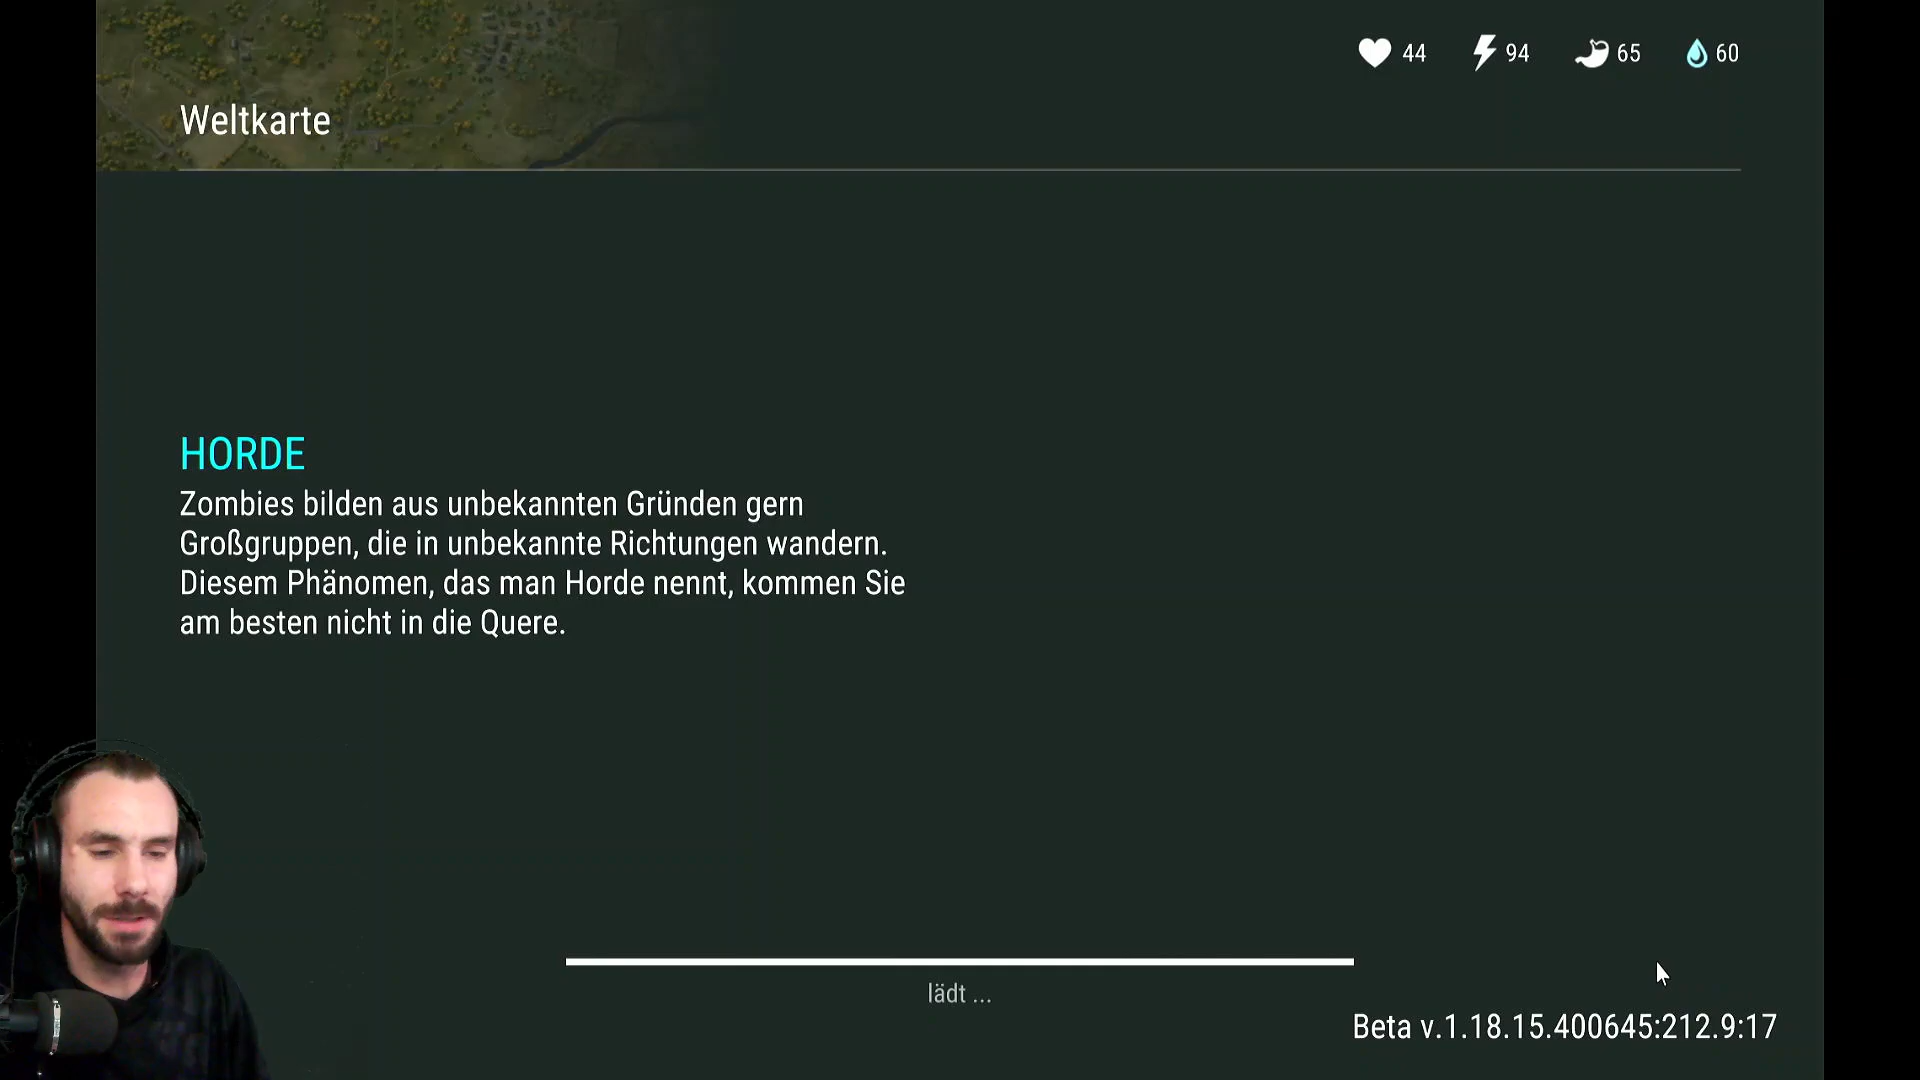 44
94
65
60
Weltkarte
HORDE
Zombies bilden aus unbekannten Gründen gern
Großgruppen, die in unbekannte Richtungen wandern.
Diesem Phänomen, das man Horde nennt, kommen Sie
am besten nicht in die Quere.
lädt ...
Beta v.1.18.15.400645:212.9:17